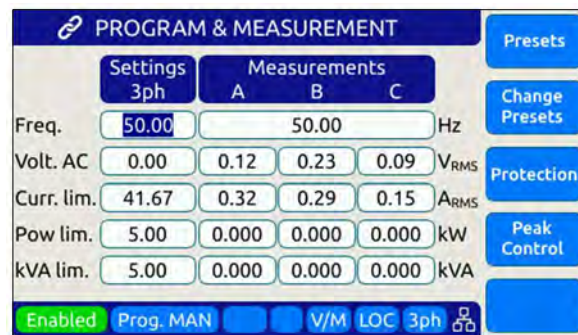 PROGRAM & MEASUREMENT
Settings 3ph Measurements A B C
Freq. 50.00 50.00 Hz
Volt. AC 0.00 0.12 0.23 0.09 VRMS
Curr. lim. 41.67 0.32 0.29 0.15 ARMS
Pow lim. 5.00 0.000 0.000 0.000 kW
kVA lim. 5.00 0.000 0.000 0.000 kVA
Enabled Prog. MAN V/M LOC 3ph
Presets
Change
Presets
Protection
Peak
Control